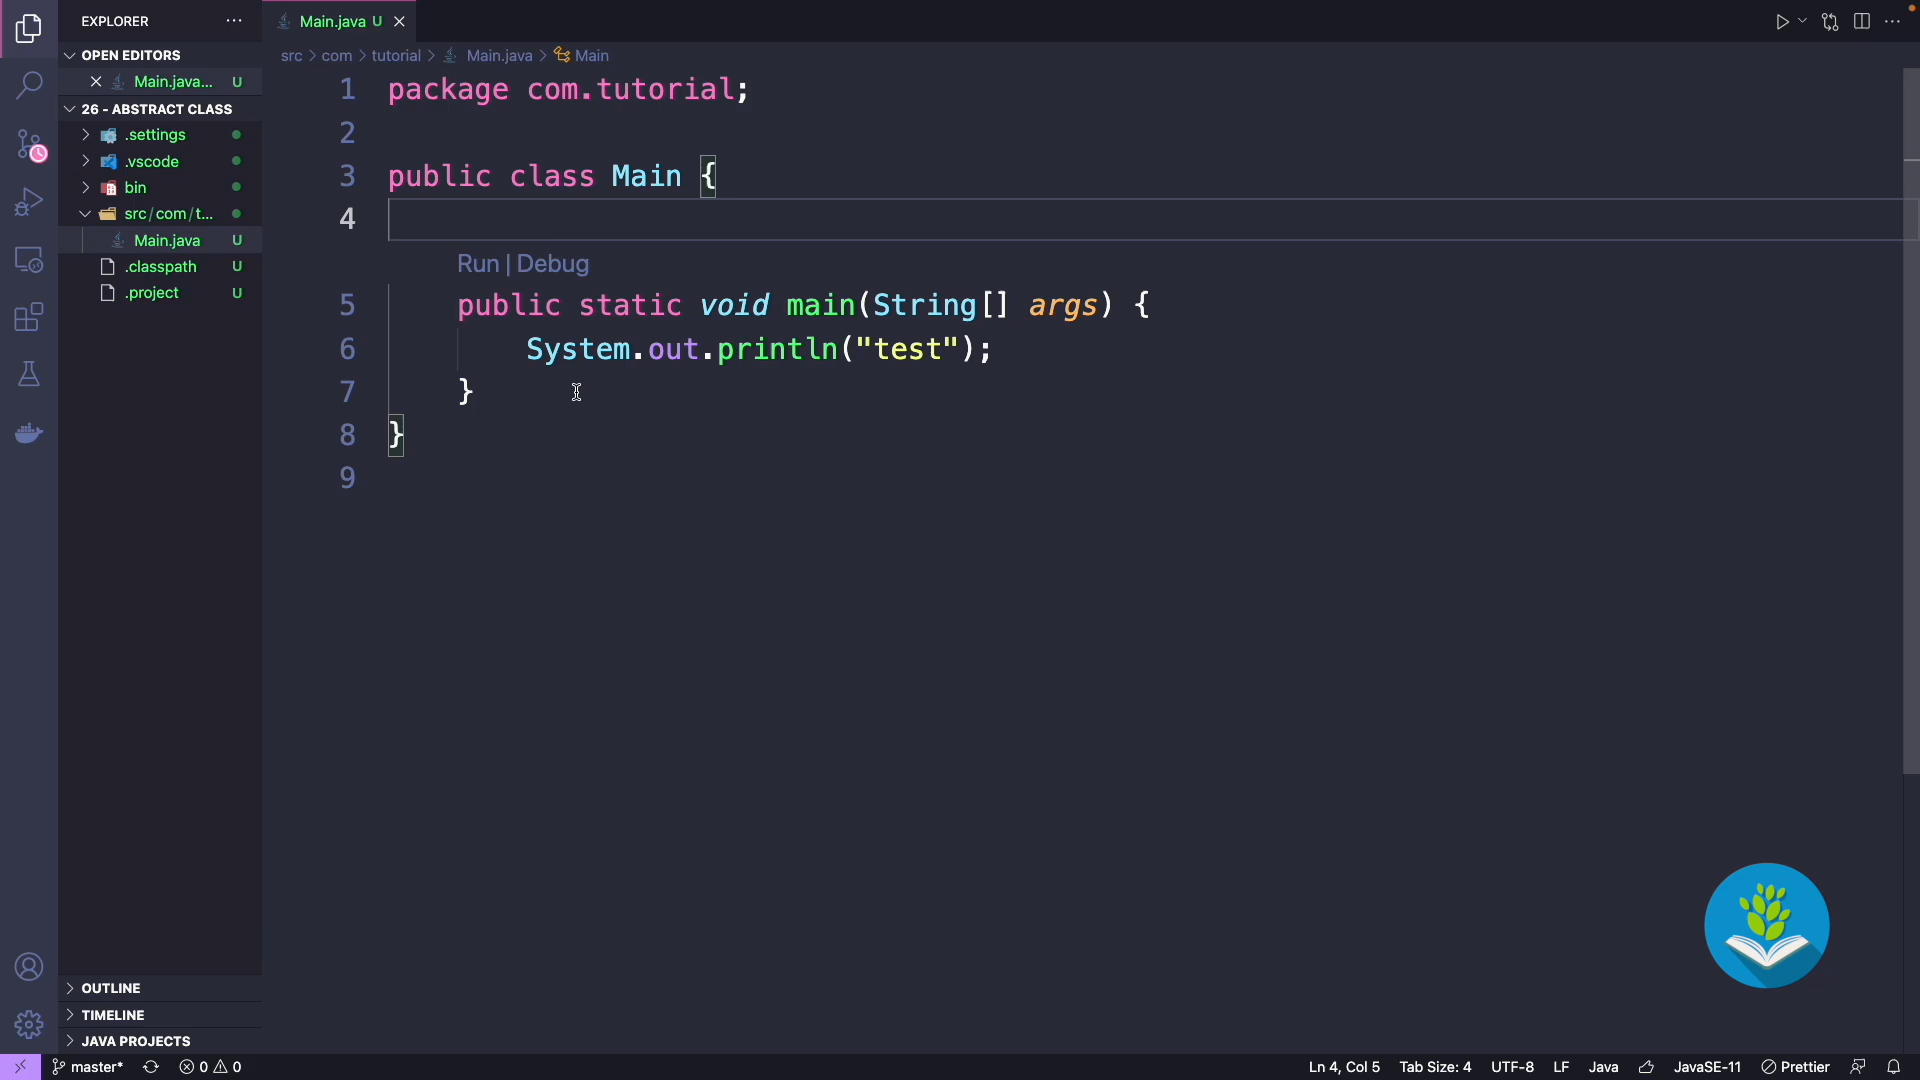 EXPLORER
OPEN EDITORS
Main.java... U
26 - ABSTRACT CLASS
.settings
.vscode
bin
src/com/t...
Main.java U
.classpath U
.project U
OUTLINE
TIMELINE
JAVA PROJECTS
Main.java U
src > com > tutorial > Main.java > Main
1 package com.tutorial;
2
3 public class Main {
4
Run | Debug
5 public static void main(String[] args) {
6 System.out.println("test");
7 }
8 }
9
master* 0 0 Ln 4, Col 5 Tab Size: 4 UTF-8 LF Java JavaSE-11 Prettier